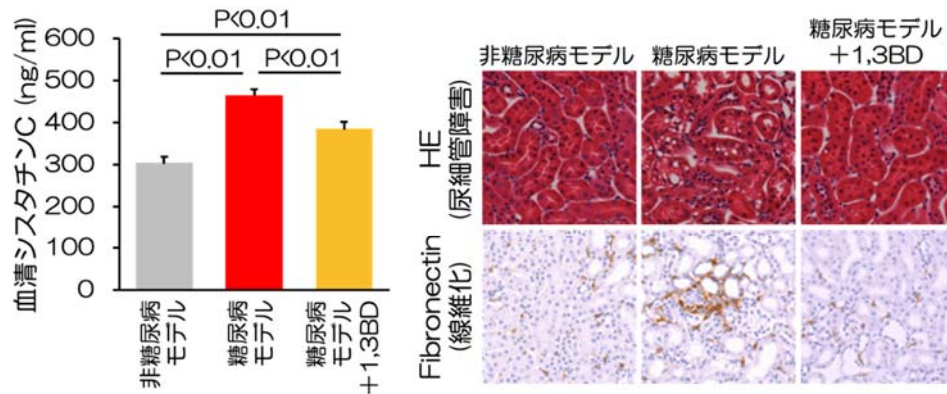 P<0.01
P<0.01
P<0.01
血清シスタチンC (ng/ml)
600
500
400
300
200
100
0
非糖尿病
モデル
糖尿病
モデル
糖尿病
モデル
+1,3BD
非糖尿病モデル
糖尿病モデル
糖尿病モデル
+1,3BD
HE
(尿細管障害)
Fibronectin
(線維化)